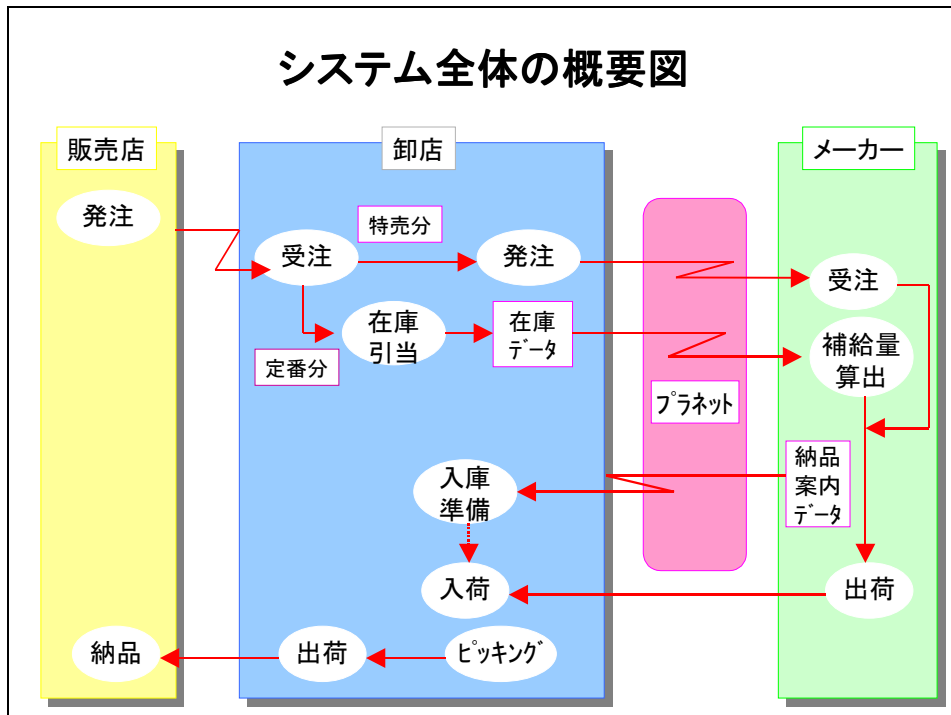 システム全体の概要図
販売店
卸店
メーカー
発注
特売分
受注
発注
受注
在庫
引当
在庫
データ
定番分
補給量
算出
プラネット
納品
案内
データ
入庫
準備
入荷
出荷
納品
出荷
ピッキング